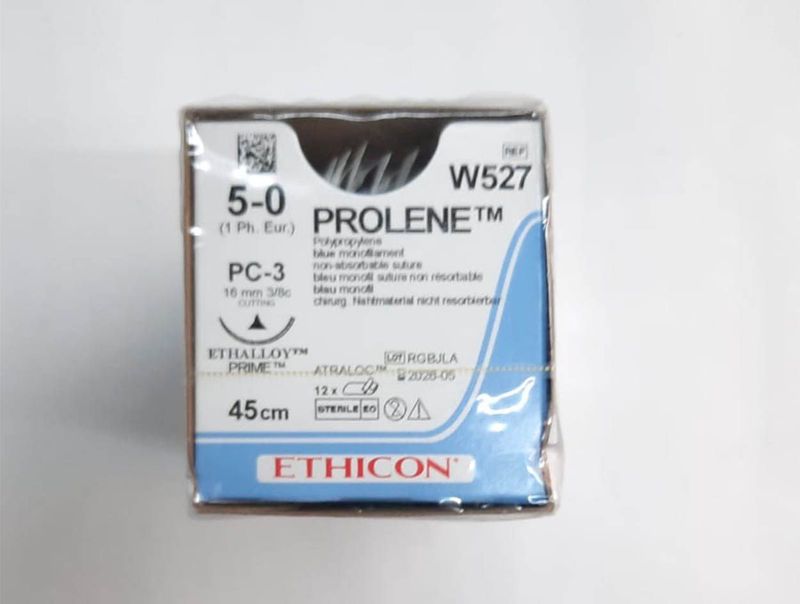 REF
W527
5-0
(1 Ph. Eur.)
PROLENE™
Polypropylene
blue monofilament
non-absorbable suture
bleu monofil suture non résorbable
blau monofil
chirurg. Nahtmaterial nicht resorbierbar
PC-3
16 mm 3/8c
CUTTING
ETHALLOY™
PRIME™
45cm
LOT RGBJLA
ATRALOC™
2026-05
12 x
STERILE EO
2
ETHICON